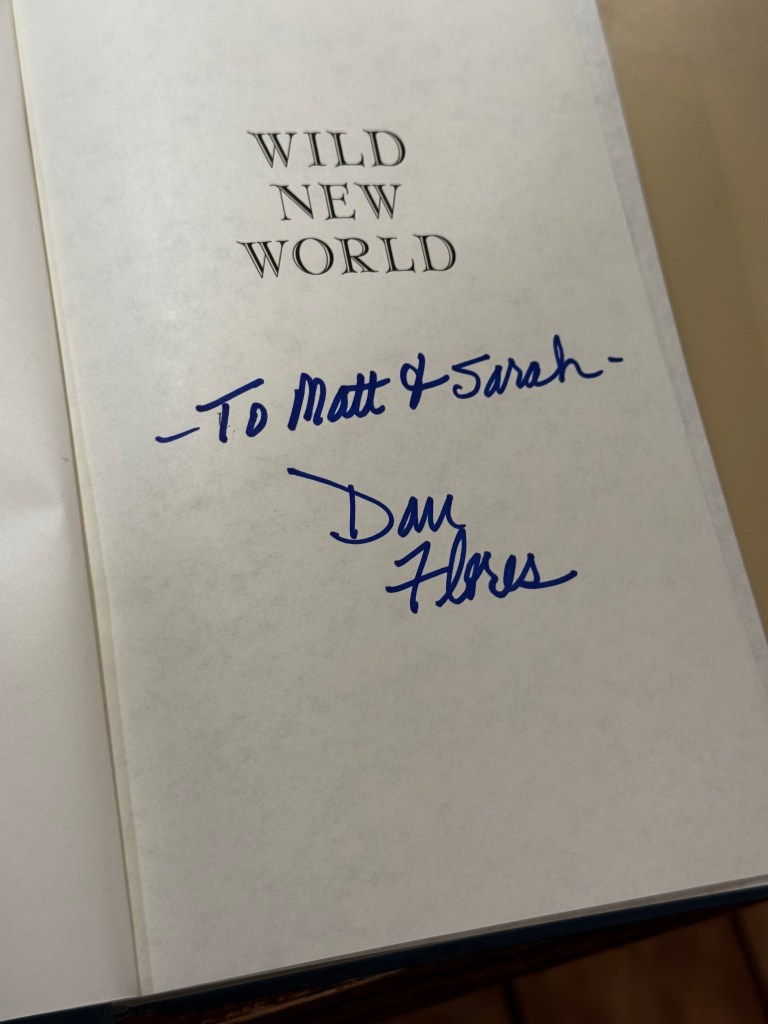 WILD
NEW
WORLD
- To Matt & Sarah -
Dan
Flores